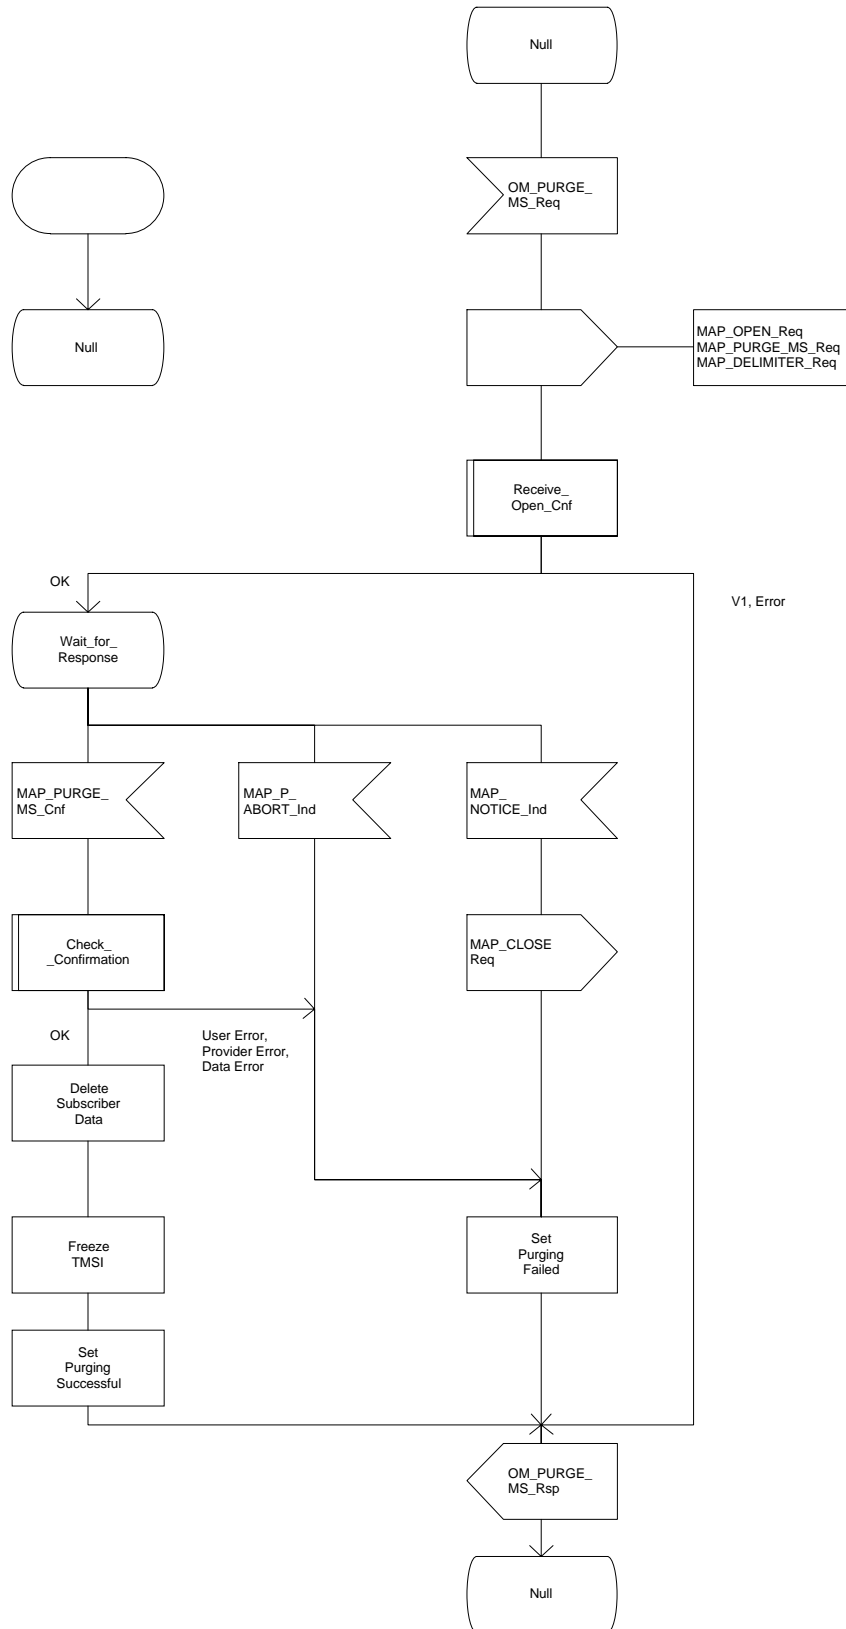 Null
OM_PURGE_
MS_Req
Null
MAP_OPEN_Req
MAP_PURGE_MS_Req
MAP_DELIMITER_Req
Receive_
Open_Cnf
OK
V1, Error
Wait_for_
Response
MAP_PURGE_
MS_Cnf
MAP_P_
ABORT_Ind
MAP_
NOTICE_Ind
Check_
_Confirmation
MAP_CLOSE
Req
OK
User Error,
Provider Error,
Data Error
Delete
Subscriber
Data
Freeze
TMSI
Set
Purging
Failed
Set
Purging
Successful
OM_PURGE_
MS_Rsp
Null